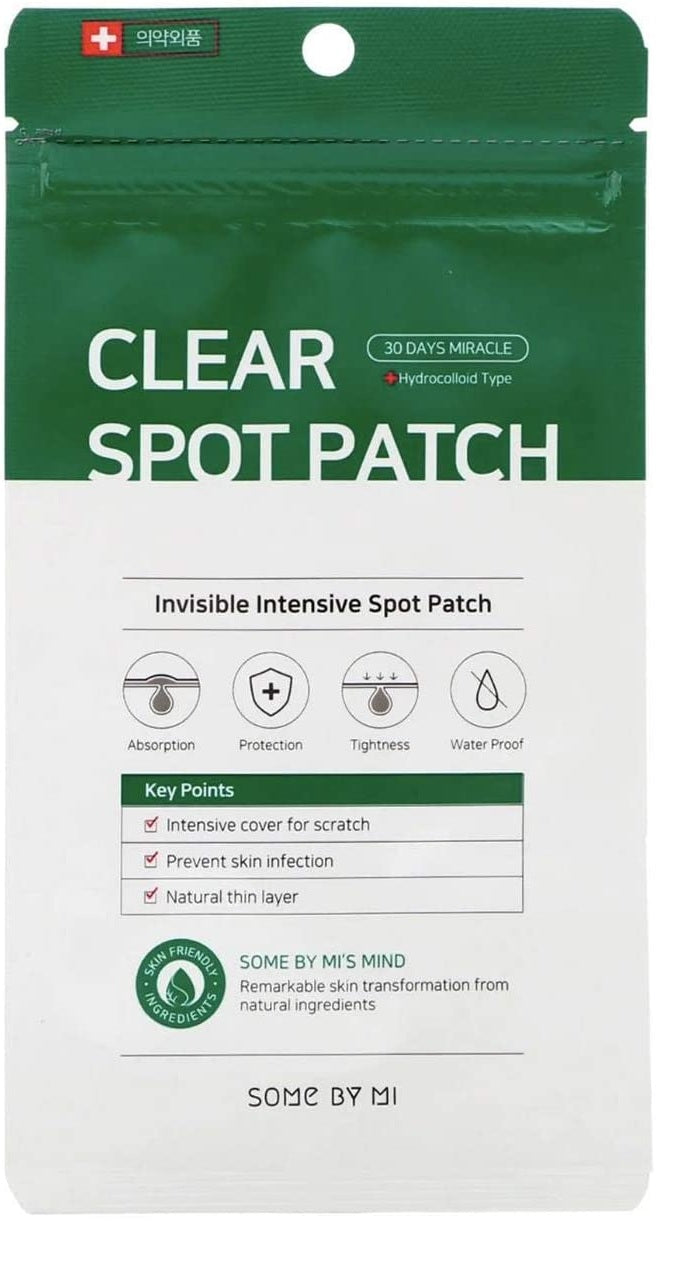 의약외품
CLEAR
30 DAYS MIRACLE
Hydrocolloid Type
SPOT PATCH
Invisible Intensive Spot Patch
Absorption Protection Tightness Water Proof
Key Points
Intensive cover for scratch
Prevent skin infection
Natural thin layer
SKIN FRIENDLY
INGREDIENTS
SOME BY MI'S MIND
Remarkable skin transformation from
natural ingredients
SOME BY MI